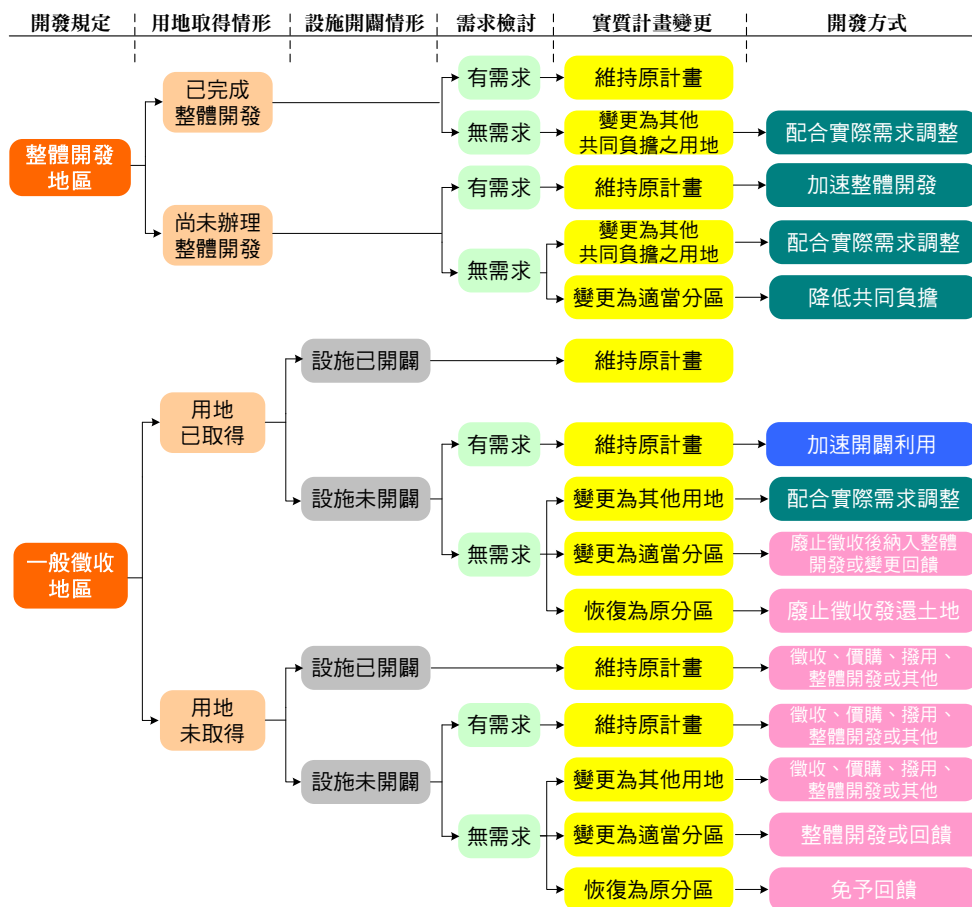 開發規定
用地取得情形
設施開闢情形
需求檢討
實質計畫變更
開發方式
整體開發
地區
已完成
整體開發
有需求
維持原計畫
無需求
變更為其他
共同負擔之用地
配合實際需求調整
尚未辦理
整體開發
有需求
維持原計畫
加速整體開發
無需求
變更為其他
共同負擔之用地
配合實際需求調整
變更為適當分區
降低共同負擔
一般徵收
地區
用地
已取得
設施已開闢
維持原計畫
設施未開闢
有需求
維持原計畫
加速開闢利用
無需求
變更為其他用地
配合實際需求調整
變更為適當分區
廢止徵收後納入整體
開發或變更回饋
恢復為原分區
廢止徵收發還土地
用地
未取得
設施已開闢
維持原計畫
徵收、價購、撥用、
整體開發或其他
設施未開闢
有需求
維持原計畫
徵收、價購、撥用、
整體開發或其他
無需求
變更為其他用地
徵收、價購、撥用、
整體開發或其他
變更為適當分區
整體開發或回饋
恢復為原分區
免予回饋